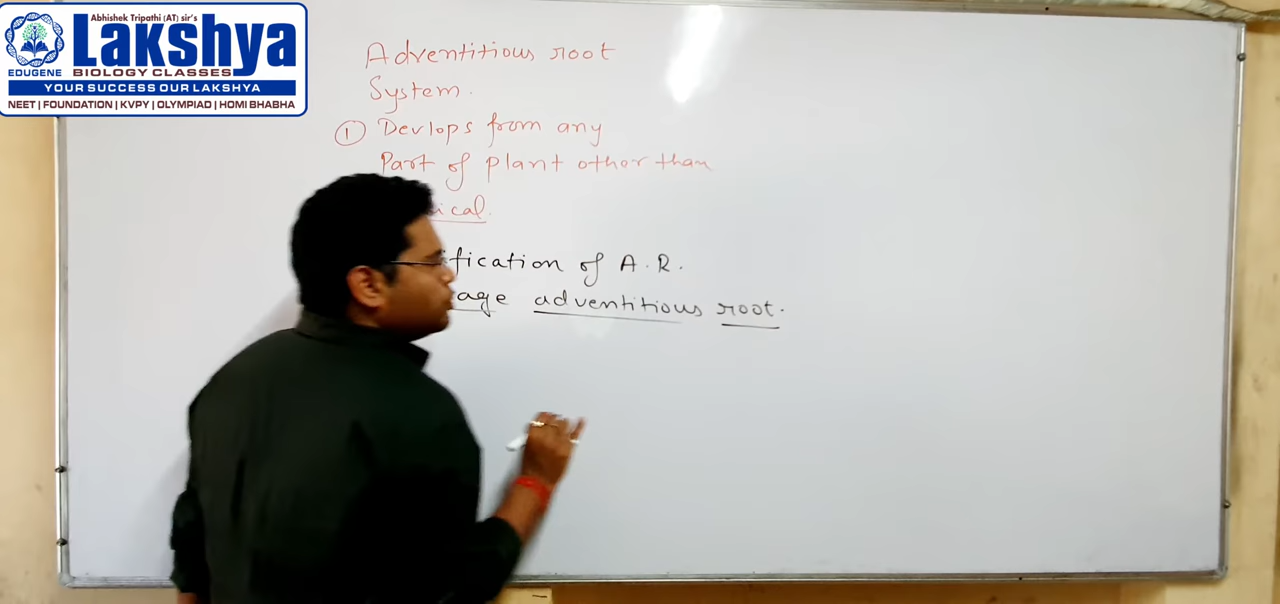 Abhishek Tripathi (AT) sir's
Lakshya
EDUGENE BIOLOGY CLASSES
YOUR SUCCESS OUR LAKSHYA
NEET | FOUNDATION | KVPY | OLYMPIAD | HOMI BHABHA
Adventitious root
System.
① Devlops from any
Part of plant other than
ical.
ification of A.R.
age adventitious root.